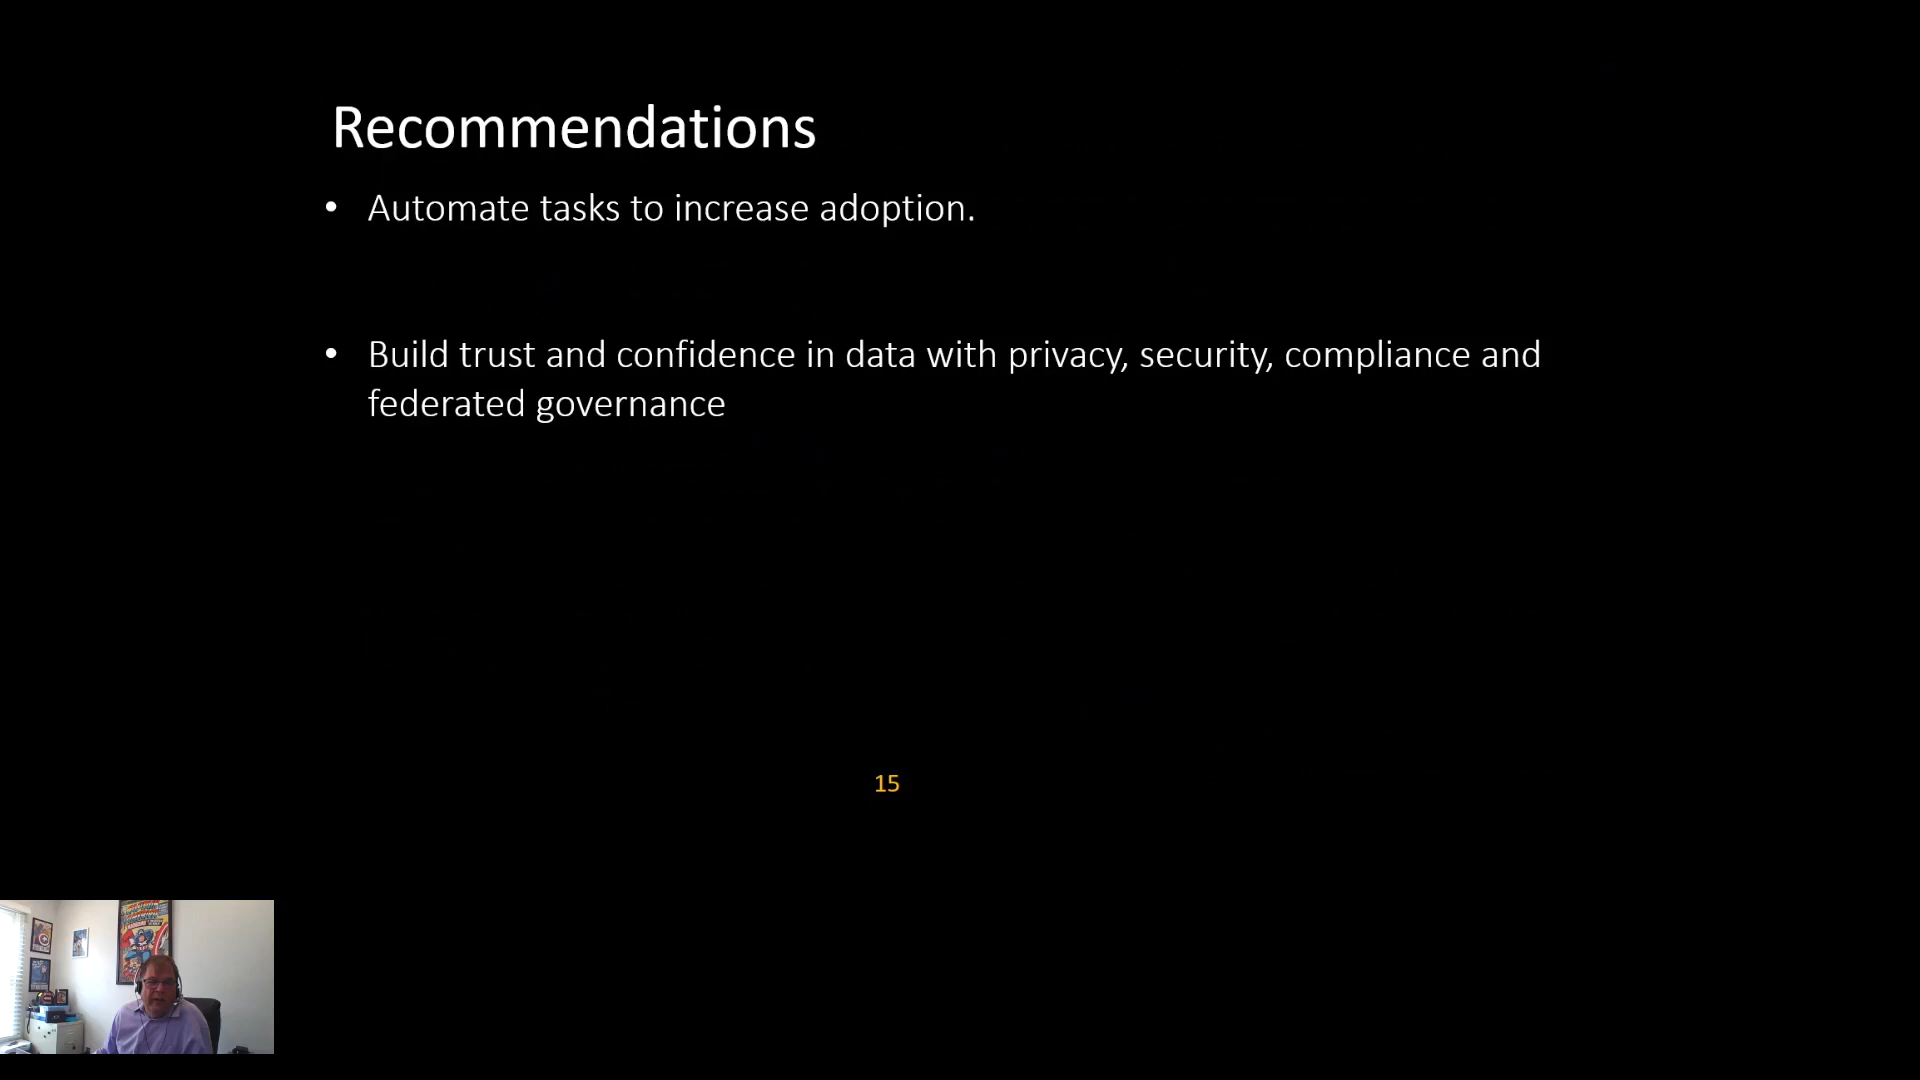 Recommendations
• Automate tasks to increase adoption.
• Build trust and confidence in data with privacy, security, compliance and
federated governance
15